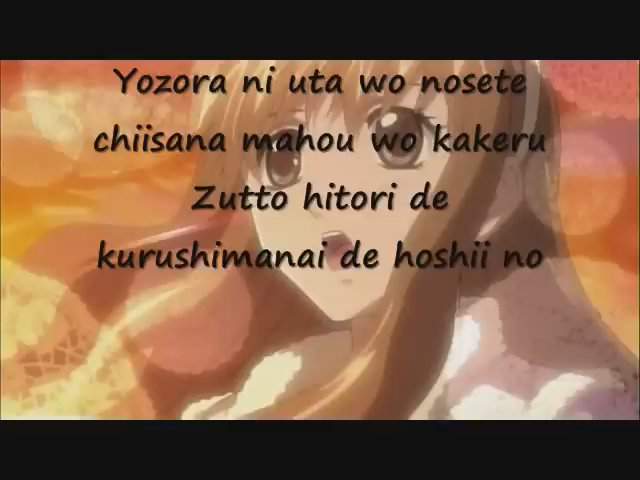 Yozora ni uta wo nosete
chiisana mahou wo kakeru
Zutto hitori de
kurushimanai de hoshii no